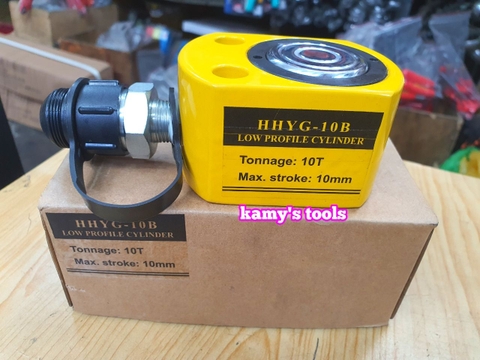 HHYG-10B
LOW PROFILE CYLINDER
Tonnage: 10T
Max. stroke: 10mm
kamy's tools
HHYG-10B
LOW PROFILE CYLINDER
Tonnage: 10T
Max. stroke: 10mm